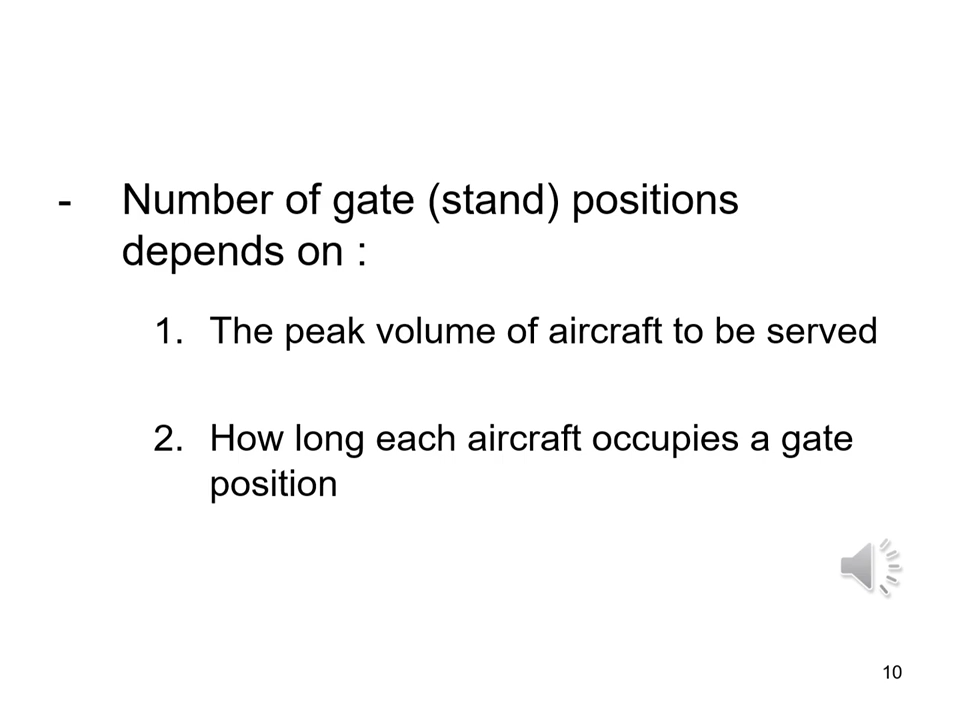 - Number of gate (stand) positions
depends on :
1. The peak volume of aircraft to be served
2. How long each aircraft occupies a gate
position
10